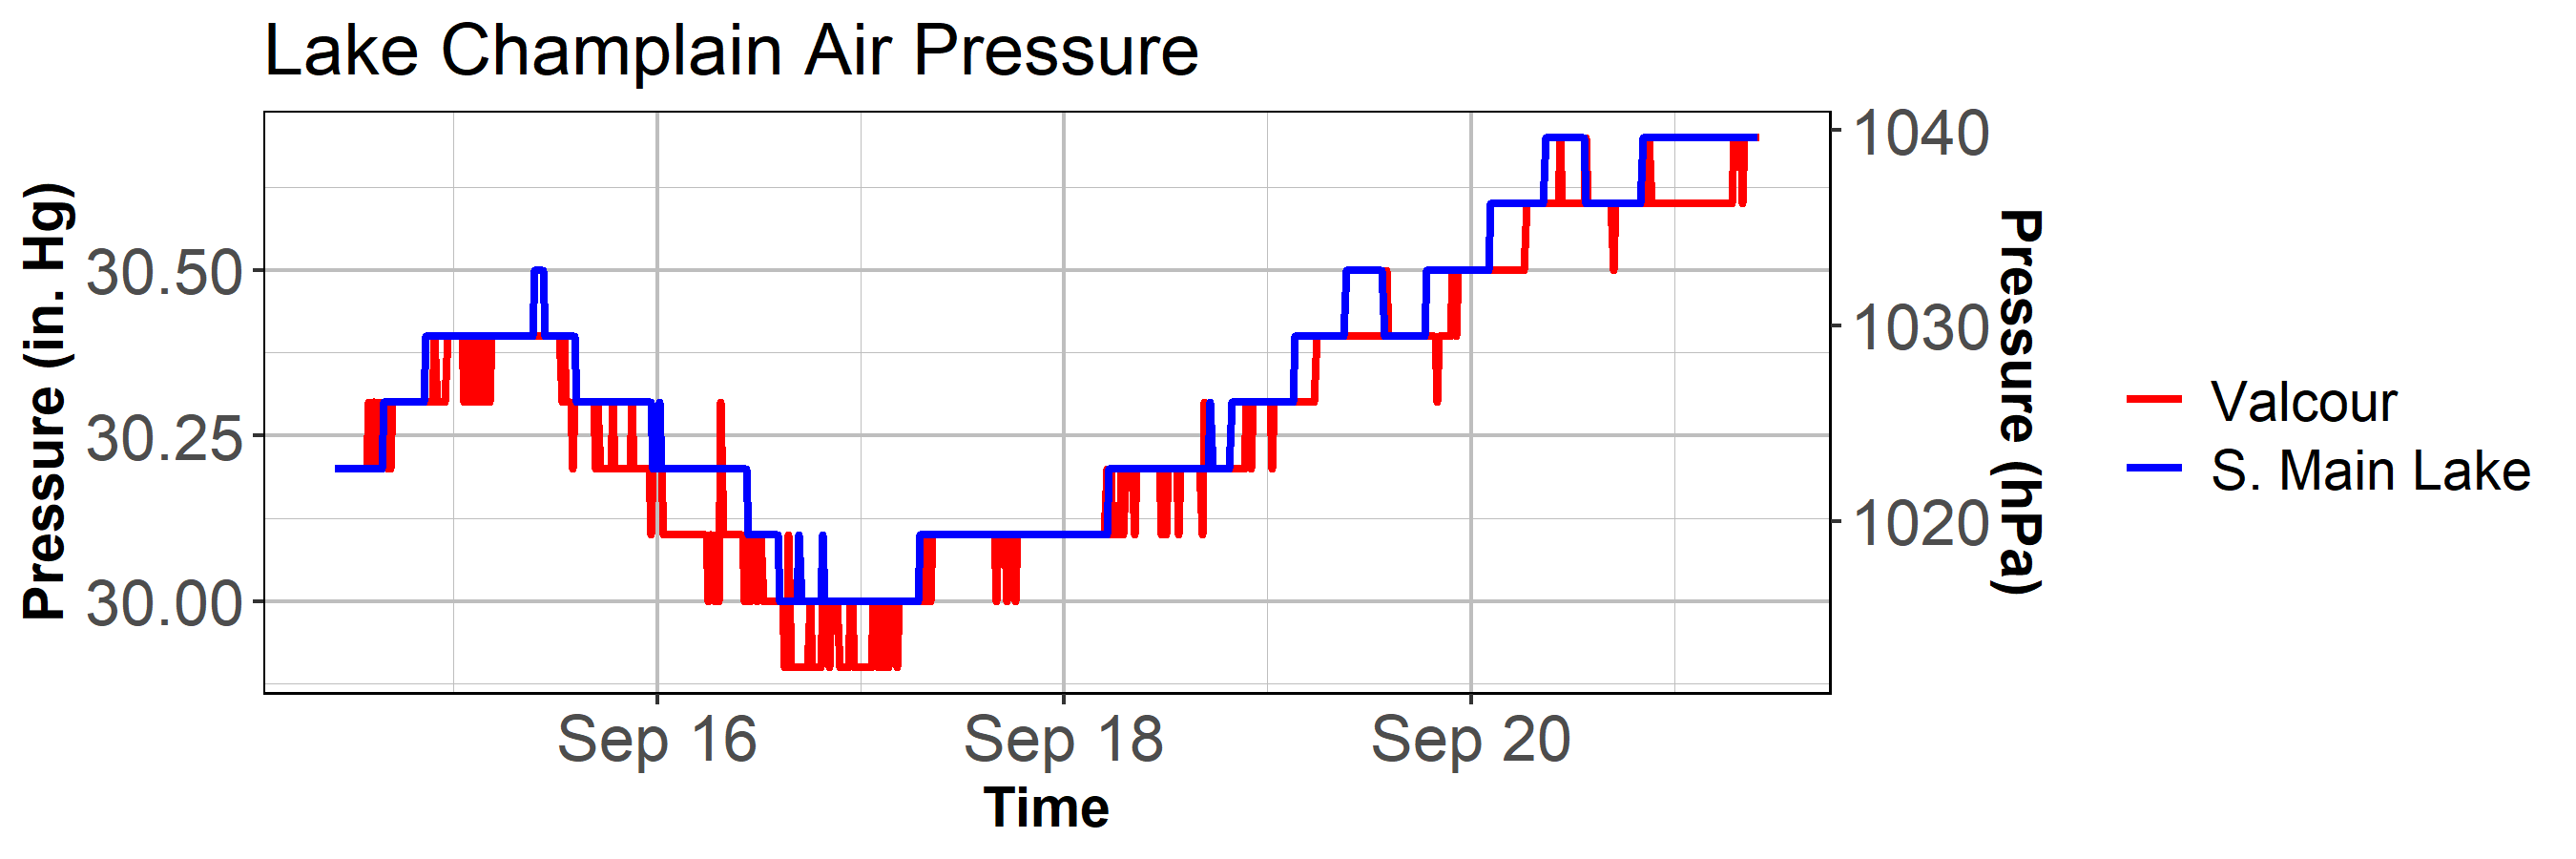 Lake Champlain Air Pressure
Pressure (in. Hg)
30.50
30.25
30.00
1040
1030
1020
Pressure (hPa)
Sep 16
Sep 18
Sep 20
Time
Valcour
S. Main Lake